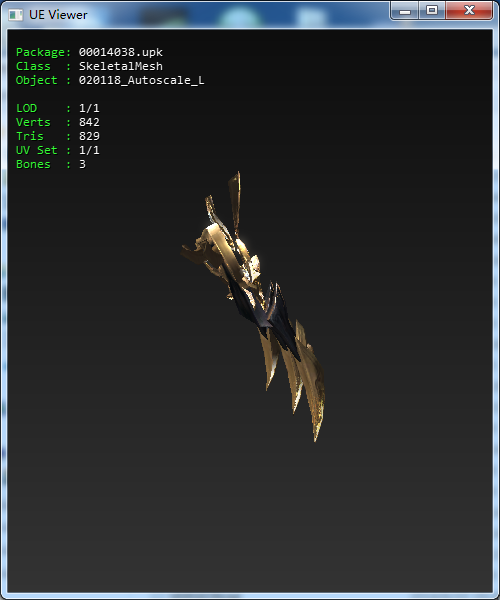 UE Viewer
Package: 00014038.upk
Class : SkeletalMesh
Object : 020118_Autoscale_L
LOD : 1/1
Verts : 842
Tris : 829
UV Set : 1/1
Bones : 3